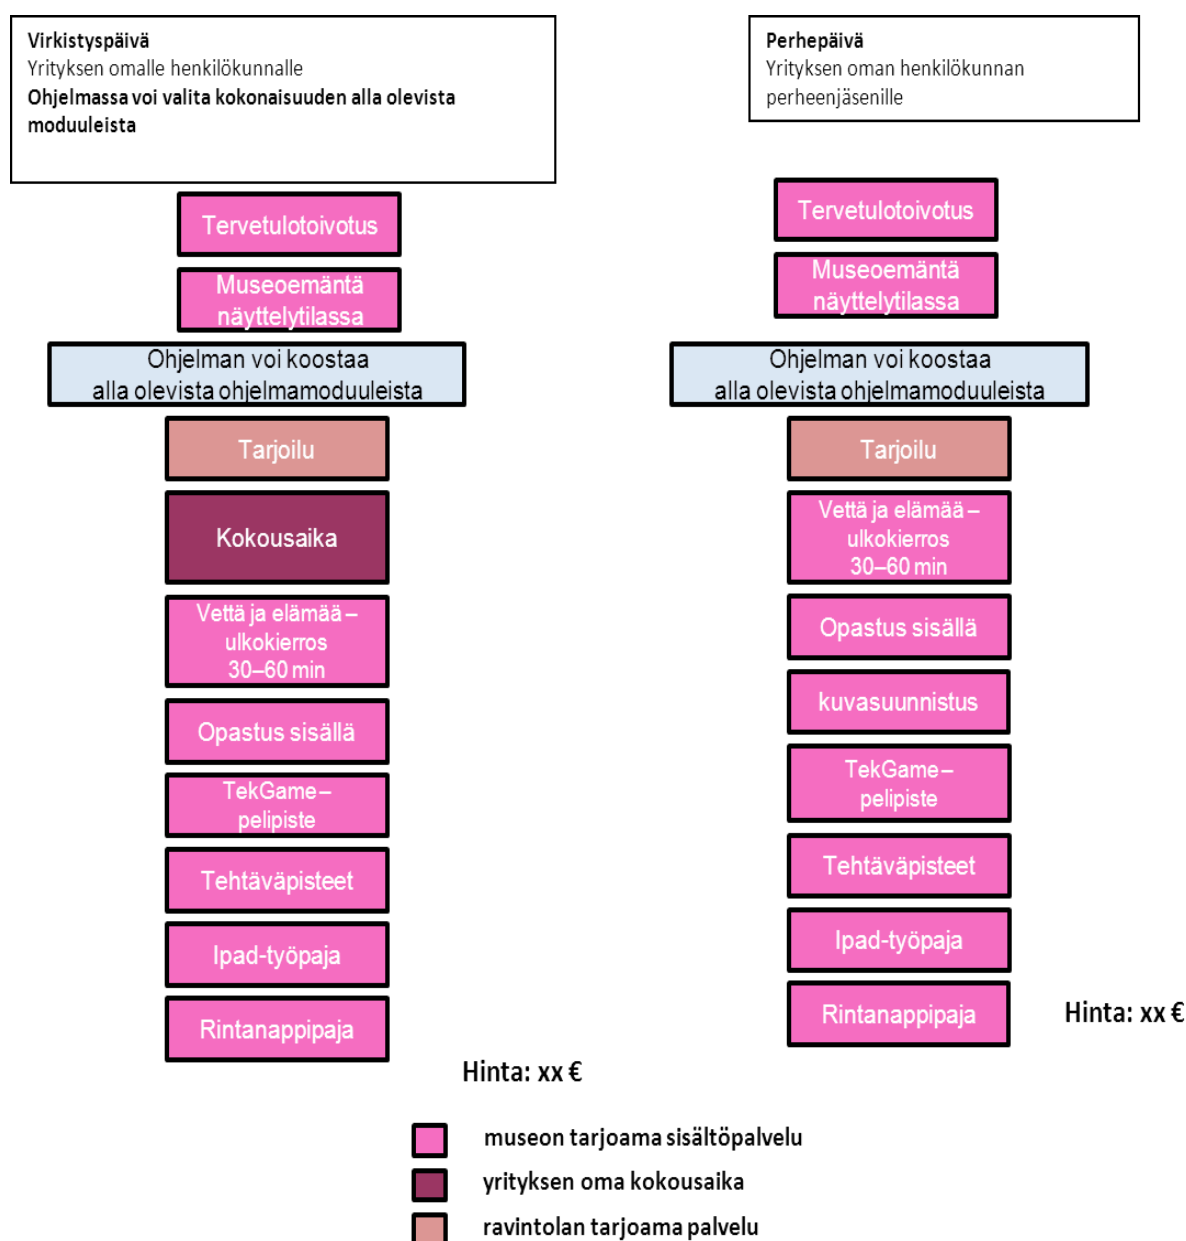 Virkistyspäivä
Yrityksen omalle henkilökunnalle
Ohjelmassa voi valita kokonaisuuden alla olevista
moduuleista
Tervetulotoivotus
Museoemäntä
näyttelytilassa
Ohjelman voi koostaa
alla olevista ohjelmamoduuleista
Tarjoilu
Kokousaika
Vettä ja elämää –
ulkokierros
30–60 min
Opastus sisällä
TekGame –
pelipiste
Tehtäväpisteet
Ipad-työpaja
Rintanappipaja
Hinta: xx €
Perhepäivä
Yrityksen oman henkilökunnan
perheenjäsenille
Tervetulotoivotus
Museoemäntä
näyttelytilassa
Ohjelman voi koostaa
alla olevista ohjelmamoduuleista
Tarjoilu
Vettä ja elämää –
ulkokierros
30–60 min
Opastus sisällä
kuvasuunnistus
TekGame –
pelipiste
Tehtäväpisteet
Ipad-työpaja
Rintanappipaja
Hinta: xx €
museon tarjoama sisältöpalvelu
yrityksen oma kokousaika
ravintolan tarjoama palvelu